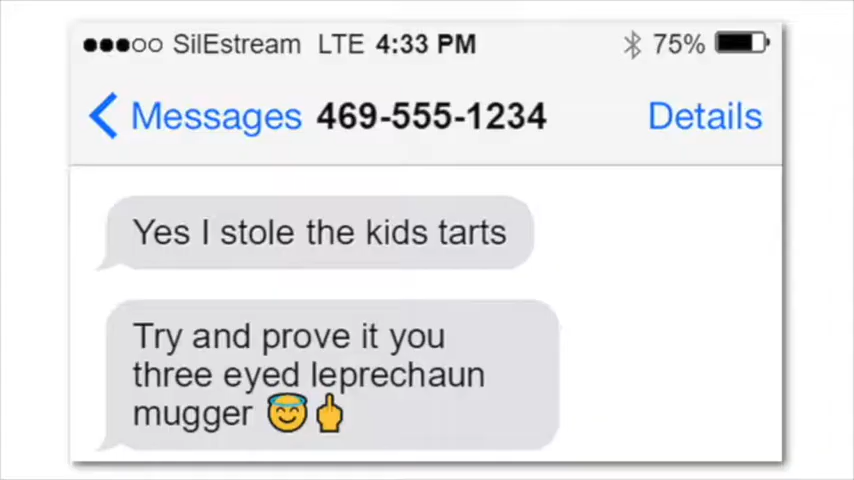 ●●●○○ SilEstream LTE 4:33 PM 75%
Messages 469-555-1234 Details
Yes I stole the kids tarts
Try and prove it you
three eyed leprechaun
mugger 😇🖕